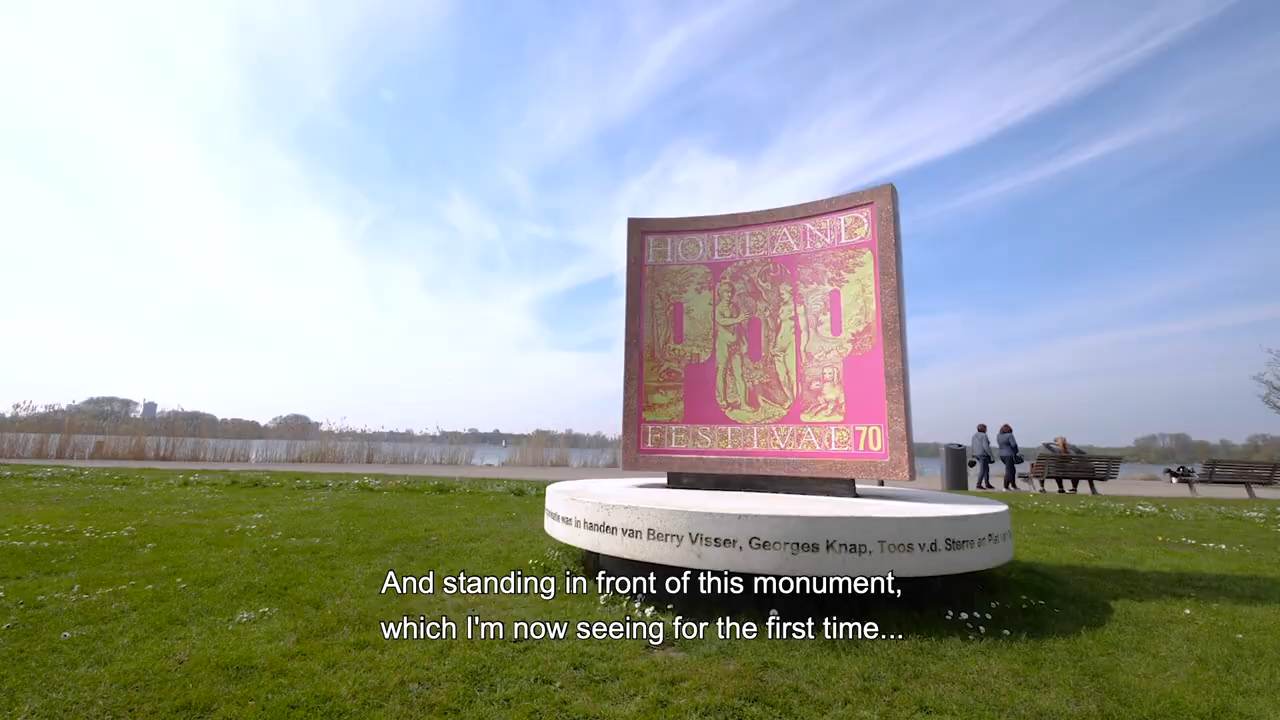 HOLLAND
POP
FESTIVAL 70
was in handen van Berry Visser, Georges Knap, Toos v.d. Sterre en Piet
And standing in front of this monument,
which I'm now seeing for the first time...